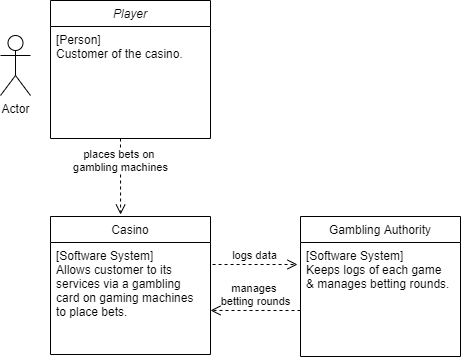 Player
[Person]
Customer of the casino.
Actor
places bets on
gambling machines
Casino
[Software System]
Allows customer to its
services via a gambling
card on gaming machines
to place bets.
logs data
manages
betting rounds
Gambling Authority
[Software System]
Keeps logs of each game
& manages betting rounds.